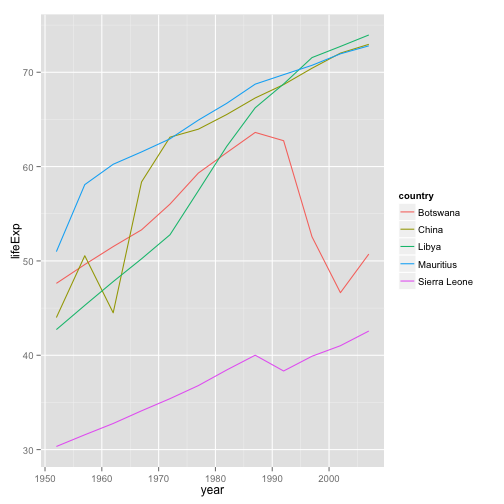 lifeExp
70
60
50
40
30
1950
1960
1970
1980
1990
2000
year
country
Botswana
China
Libya
Mauritius
Sierra Leone